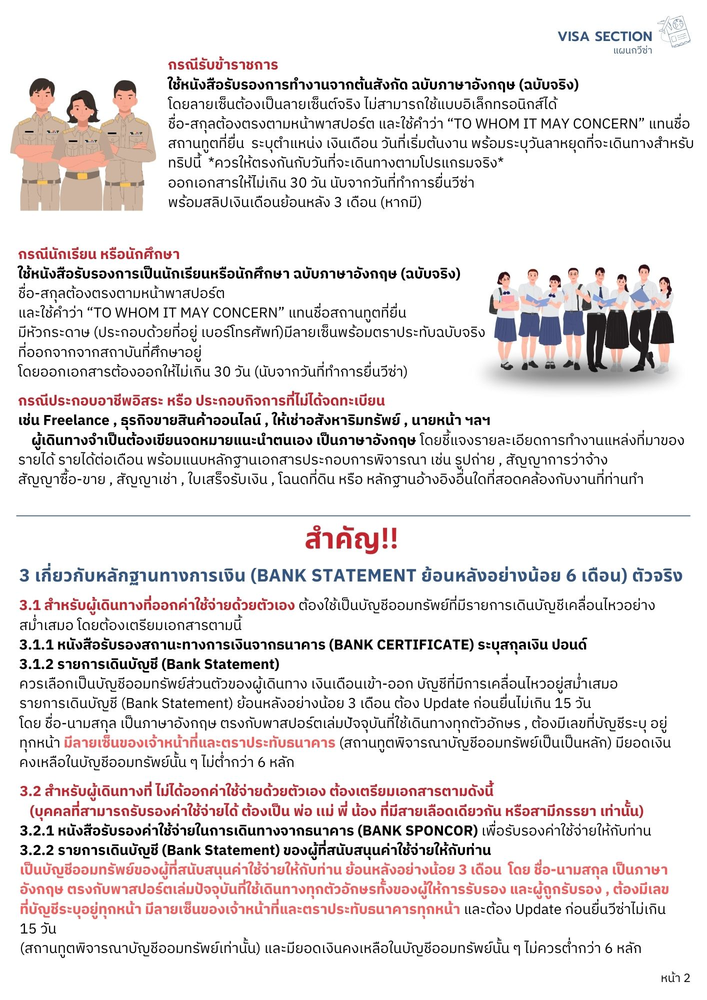 VISA SECTION
แผนกวีซ่า
กรณีรับข้าราชการ
ใช้หนังสือรับรองการทำงานจากต้นสังกัด ฉบับภาษาอังกฤษ (ฉบับจริง)
โดยลายเซ็นต้องเป็นลายเซ็นต์จริง ไม่สามารถใช้แบบอิเล็กทรอนิกส์ได้
ชื่อ-สกุลต้องตรงตามหน้าพาสปอร์ต และใช้คำว่า “TO WHOM IT MAY CONCERN” แทนชื่อ
สถานทูตที่ยื่น ระบุตำแหน่ง เงินเดือน วันที่เริ่มต้นงาน พร้อมระบุวันลาหยุดที่จะเดินทางสำหรับ
ทริปนี้ *ควรให้ตรงกันกับวันที่จะเดินทางตามโปรแกรมจริง*
ออกเอกสารให้ไม่เกิน 30 วัน นับจากวันที่ทำการยื่นวีซ่า
พร้อมสลิปเงินเดือนย้อนหลัง 3 เดือน (หากมี)
กรณีนักเรียน หรือนักศึกษา
ใช้หนังสือรับรองการเป็นนักเรียนหรือนักศึกษา ฉบับภาษาอังกฤษ (ฉบับจริง)
ชื่อ-สกุลต้องตรงตามหน้าพาสปอร์ต
และใช้คำว่า “TO WHOM IT MAY CONCERN” แทนชื่อสถานทูตที่ยื่น
มีหัวกระดาษ (ประกอบด้วยที่อยู่ เบอร์โทรศัพท์)มีลายเซ็นพร้อมตราประทับฉบับจริง
ที่ออกจากจากสถาบันที่ศึกษาอยู่
โดยออกเอกสารต้องออกให้ไม่เกิน 30 วัน (นับจากวันที่ทำการยื่นวีซ่า)
กรณีประกอบอาชีพอิสระ หรือ ประกอบกิจการที่ไม่ได้จดทะเบียน
เช่น Freelance , ธุรกิจขายสินค้าออนไลน์ , ให้เช่าอสังหาริมทรัพย์ , นายหน้า ฯลฯ
ผู้เดินทางจำเป็นต้องเขียนจดหมายแนะนำตนเอง เป็นภาษาอังกฤษ โดยชี้แจงรายละเอียดการทำงานแหล่งที่มาของ
รายได้ รายได้ต่อเดือน พร้อมแนบหลักฐานเอกสารประกอบการพิจารณา เช่น รูปถ่าย , สัญญาการว่าจ้าง
สัญญาซื้อ-ขาย , สัญญาเช่า , ใบเสร็จรับเงิน , โฉนดที่ดิน หรือ หลักฐานอ้างอิงอื่นใดที่สอดคล้องกับงานที่ท่านทำ
สำคัญ!!
3 เกี่ยวกับหลักฐานทางการเงิน (BANK STATEMENT ย้อนหลังอย่างน้อย 6 เดือน) ตัวจริง
3.1 สำหรับผู้เดินทางที่ออกค่าใช้จ่ายด้วยตัวเอง ต้องใช้เป็นบัญชีออมทรัพย์ที่มีรายการเดินบัญชีเคลื่อนไหวอย่าง
สม่ำเสมอ โดยต้องเตรียมเอกสารตามนี้
3.1.1 หนังสือรับรองสถานะทางการเงินจากธนาคาร (BANK CERTIFICATE) ระบุสกุลเงิน ปอนด์
3.1.2 รายการเดินบัญชี (Bank Statement)
ควรเลือกเป็นบัญชีออมทรัพย์ส่วนตัวของผู้เดินทาง เงินเดือนเข้า-ออก บัญชีที่มีการเคลื่อนไหวอยู่สม่ำเสมอ
รายการเดินบัญชี (Bank Statement) ย้อนหลังอย่างน้อย 3 เดือน ต้อง Update ก่อนยื่นไม่เกิน 15 วัน
โดย ชื่อ-นามสกุล เป็นภาษาอังกฤษ ตรงกับพาสปอร์ตเล่มปัจจุบันที่ใช้เดินทางทุกตัวอักษร , ต้องมีเลขที่บัญชีระบุ อยู่
ทุกหน้า มีลายเซ็นของเจ้าหน้าที่และตราประทับธนาคาร (สถานทูตพิจารณาบัญชีออมทรัพย์เป็นเป็นหลัก) มียอดเงิน
คงเหลือในบัญชีออมทรัพย์นั้น ๆ ไม่ต่ำกว่า 6 หลัก
3.2 สำหรับผู้เดินทางที่ ไม่ได้ออกค่าใช้จ่ายด้วยตัวเอง ต้องเตรียมเอกสารตามดังนี้
(บุคคลที่สามารถรับรองค่าใช้จ่ายได้ ต้องเป็น พ่อ แม่ พี่ น้อง ที่มีสายเลือดเดียวกัน หรือสามีภรรยา เท่านั้น)
3.2.1 หนังสือรับรองค่าใช้จ่ายในการเดินทางจากธนาคาร (BANK SPONCOR) เพื่อรับรองค่าใช้จ่ายให้กับท่าน
3.2.2 รายการเดินบัญชี (Bank Statement) ของผู้ที่สนับสนุนค่าใช้จ่ายให้กับท่าน
เป็นบัญชีออมทรัพย์ของผู้ที่สนับสนุนค่าใช้จ่ายให้กับท่าน ย้อนหลังอย่างน้อย 3 เดือน โดย ชื่อ-นามสกุล เป็นภาษา
อังกฤษ ตรงกับพาสปอร์ตเล่มปัจจุบันที่ใช้เดินทางทุกตัวอักษรทั้งของผู้ให้การรับรอง และผู้ถูกรับรอง , ต้องมีเลข
ที่บัญชีระบุอยู่ทุกหน้า มีลายเซ็นของเจ้าหน้าที่และตราประทับธนาคารทุกหน้า และต้อง Update ก่อนยื่นวีซ่าไม่เกิน
15 วัน
(สถานทูตพิจารณาบัญชีออมทรัพย์เท่านั้น) และมียอดเงินคงเหลือในบัญชีออมทรัพย์นั้น ๆ ไม่ควรต่ำกว่า 6 หลัก
หน้า 2